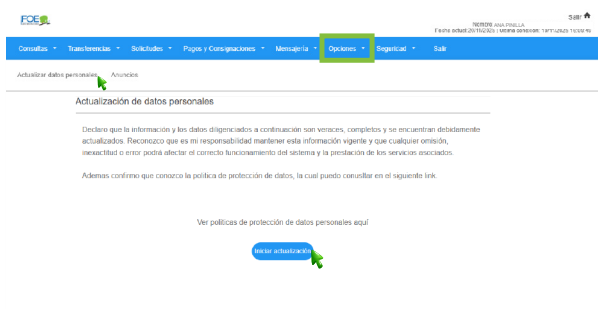 FOE
Salir
Nombre ANA PINILLA
Fecha actual
Consultas Transferencias Solicitudes Pagos y Consignaciones Mensajería Opciones Seguridad Salir
Actualizar datos personales Anuncios
Actualización de datos personales
Declaro que la información y los datos diligenciados a continuación son veraces, completos y se encuentran debidamente
actualizados. Reconozco que es mi responsabilidad mantener esta información vigente y que cualquier omisión,
inexactitud o error podrá afectar el correcto funcionamiento del sistema y la prestación de los servicios asociados.
Ademas confirmo que conozco la política de protección de datos, la cual puedo consultar en el siguiente link.
Ver políticas de protección de datos personales aquí
Iniciar actualización